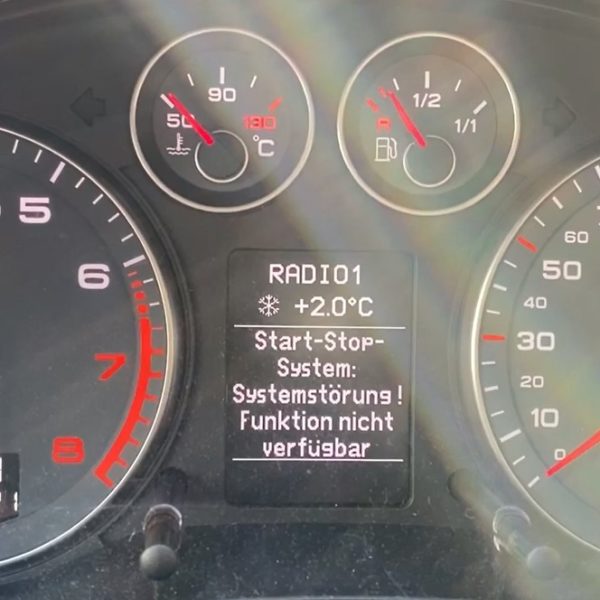 90
50
130
°C
1/2
R
1/1
5
6
7
8
RADIO1
+2.0°C
Start-Stop-
System:
Systemstörung!
Funktion nicht
verfügbar
60
50
40
30
20
10
0